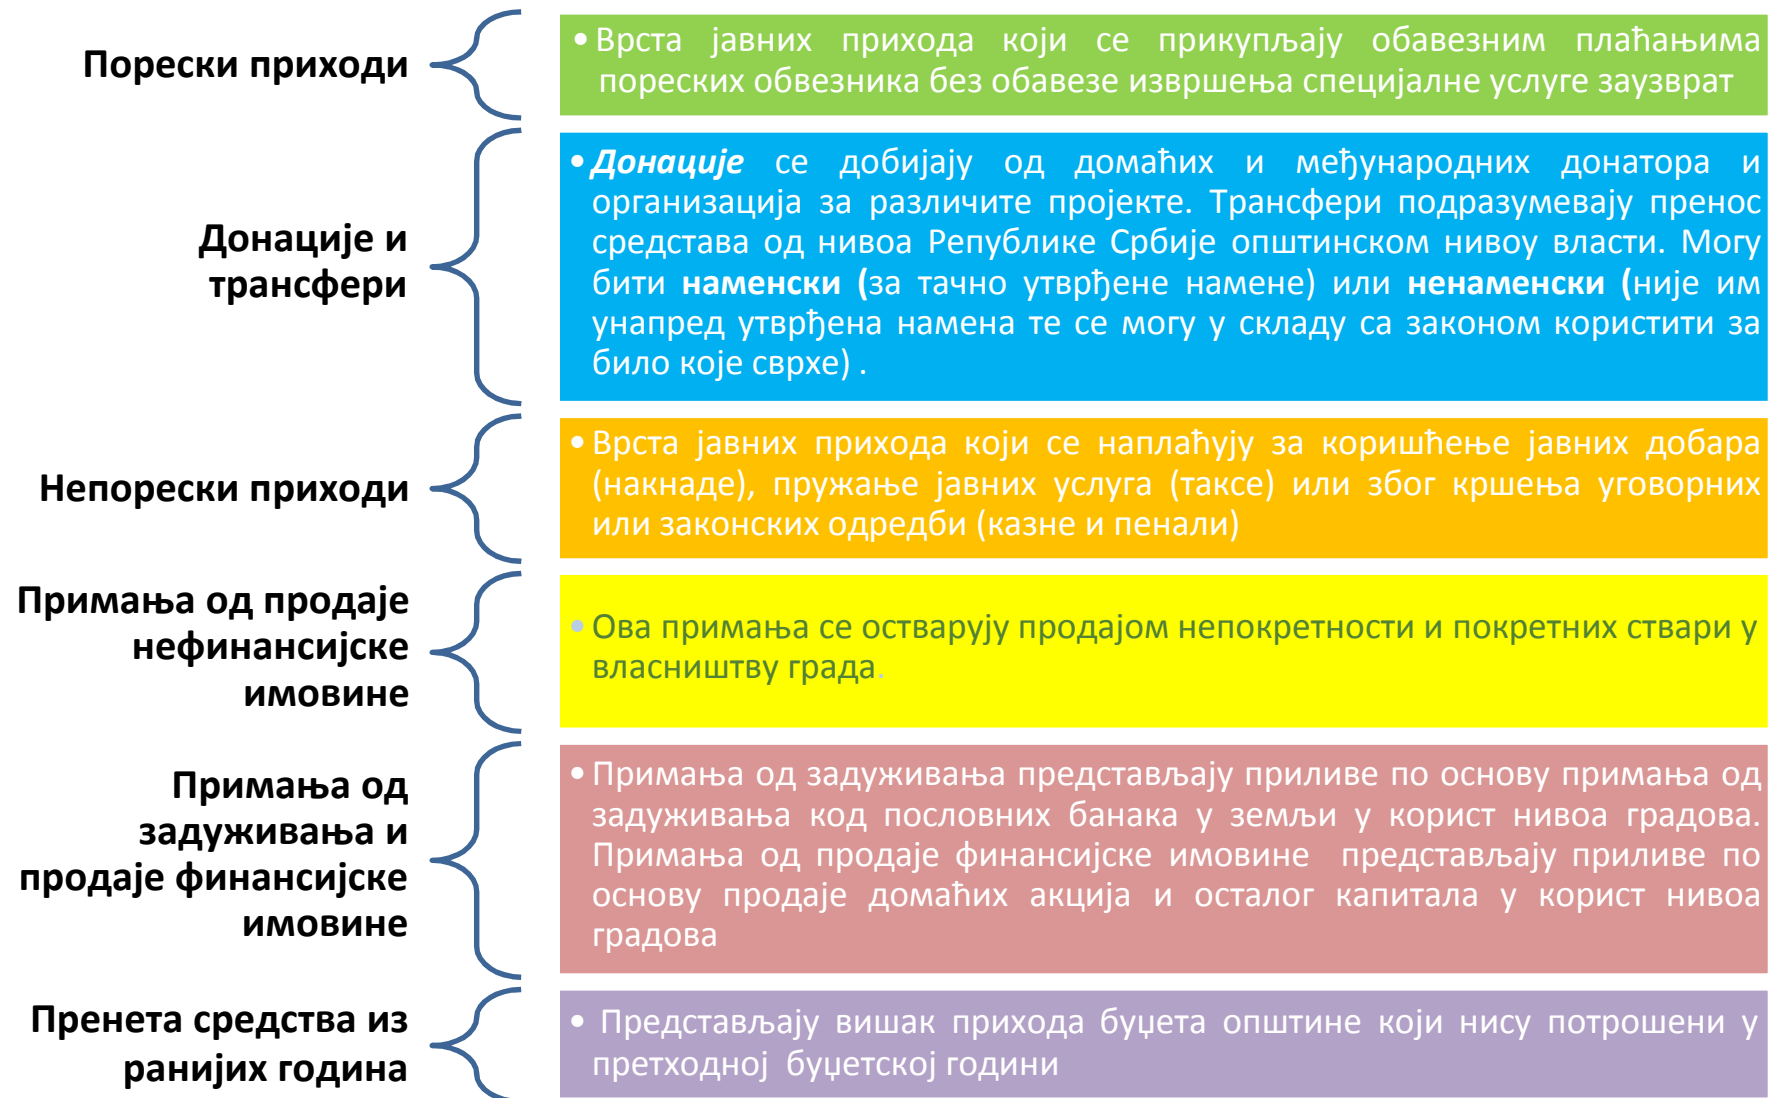 Порески приходи
• Врста јавних прихода који се прикупљају обавезним плаћањима
пореских обвезника без обавезе извршења специјалне услуге заузврат
Донације и
трансфери
• Донације се добијају од домаћих и међународних донатора и
организација за различите пројекте. Трансфери подразумевају пренос
средстава од нивоа Републике Србије општинском нивоу власти. Могу
бити наменски (за тачно утврђене намене) или ненаменски (није им
унапред утврђена намена те се могу у складу са законом користити за
било које сврхе) .
Непорески приходи
• Врста јавних прихода који се наплаћују за коришћење јавних добара
(накнаде), пружање јавних услуга (таксе) или због кршења уговорних
или законских одредби (казне и пенали)
Примања од продаје
нефинансијске
имовине
• Ова примања се остварују продајом непокретности и покретних ствари у
власништву града.
Примања од
задуживања и
продаје финансијске
имовине
• Примања од задуживања представљају приливе по основу примања од
задуживања код пословних банака у земљи у корист нивоа градова.
Примања од продаје финансијске имовине представљају приливе по
основу продаје домаћих акција и осталог капитала у корист нивоа
градова
Пренета средства из
ранијих година
• Представљају вишак прихода буџета општине који нису потрошени у
претходној буџетској години